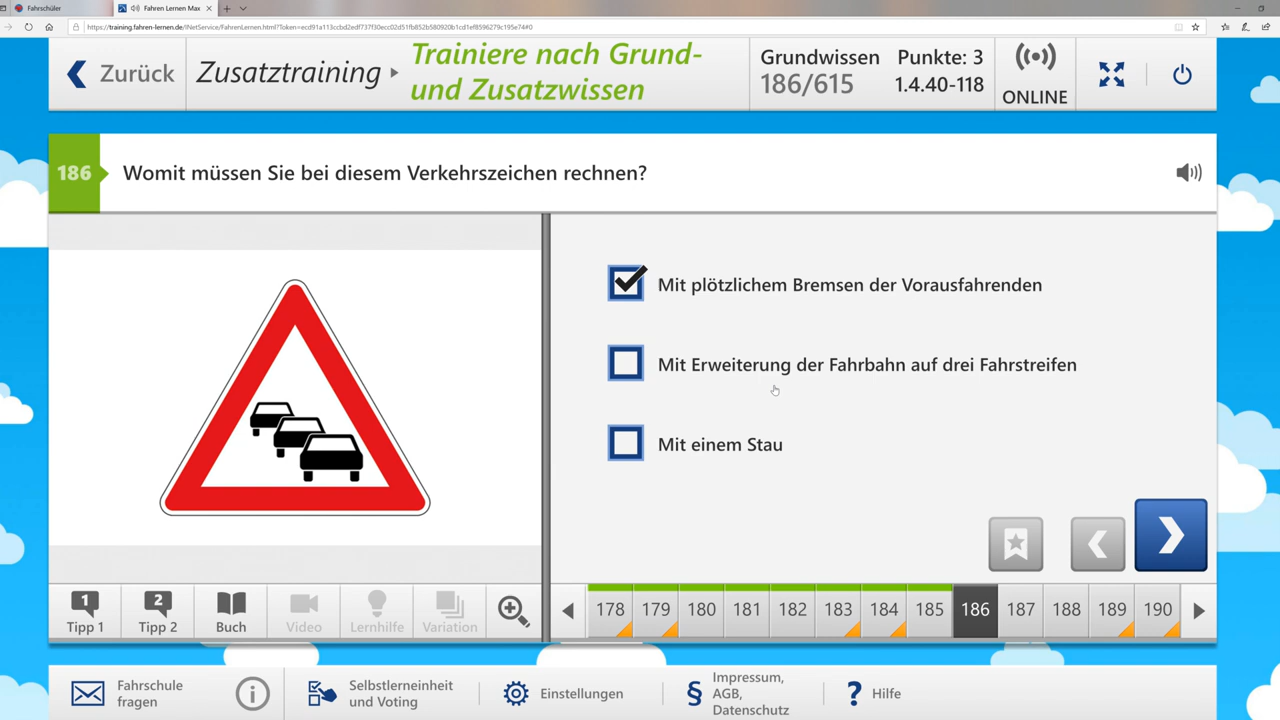 Fahrschüler
Fahren Lernen Max
https://training.fahren-lernen.de/INetService/FahrenLernen.html?Token=ecd91a113ccbd2edf737f30ecc02d51fb852b580920b1cd1ef8596279c195e74#0
Zurück
Zusatztraining
Trainiere nach Grund-
und Zusatzwissen
Grundwissen
186/615
Punkte: 3
1.4.40-118
ONLINE
186
Womit müssen Sie bei diesem Verkehrszeichen rechnen?
Mit plötzlichem Bremsen der Vorausfahrenden
Mit Erweiterung der Fahrbahn auf drei Fahrstreifen
Mit einem Stau
1
Tipp 1
2
Tipp 2
Buch
Video
Lernhilfe
Variation
178 179 180 181 182 183 184 185 186 187 188 189 190
Fahrschule
fragen
Selbstlerneinheit
und Voting
Einstellungen
§
Impressum,
AGB,
Datenschutz
?
Hilfe